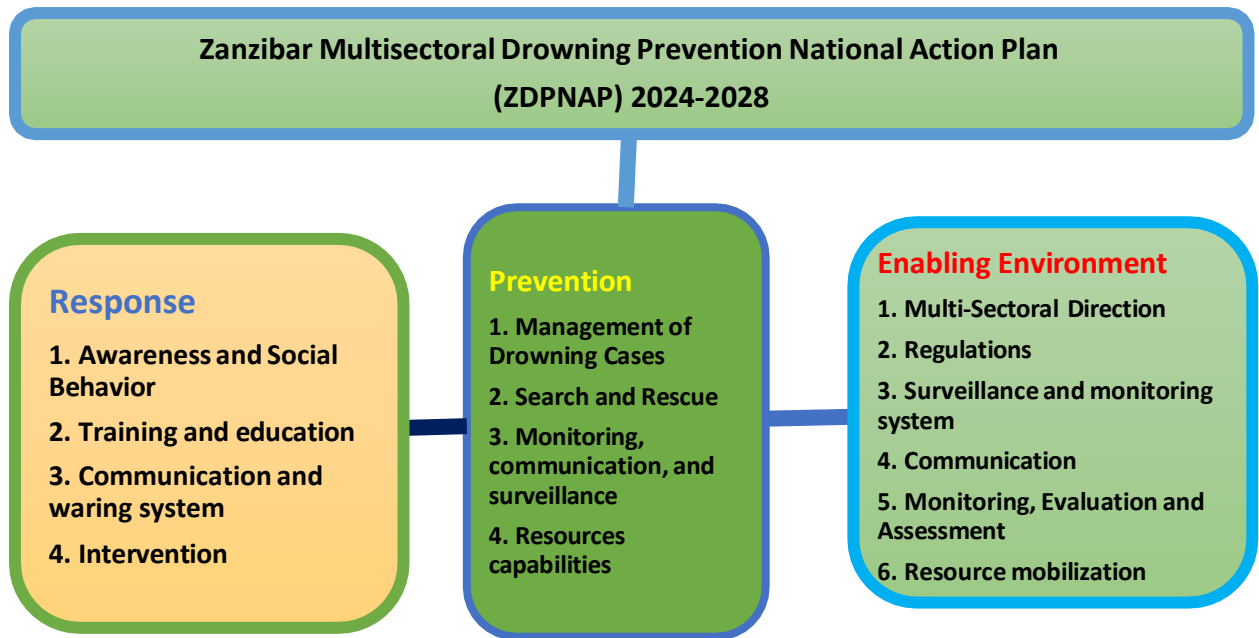 Zanzibar Multisectoral Drowning Prevention National Action Plan
(ZDPNAP) 2024-2028
Response
1. Awareness and Social
Behavior
2. Training and education
3. Communication and
waring system
4. Intervention
Prevention
1. Management of
Drowning Cases
2. Search and Rescue
3. Monitoring,
communication, and
surveillance
4. Resources
capabilities
Enabling Environment
1. Multi-Sectoral Direction
2. Regulations
3. Surveillance and monitoring
system
4. Communication
5. Monitoring, Evaluation and
Assessment
6. Resource mobilization